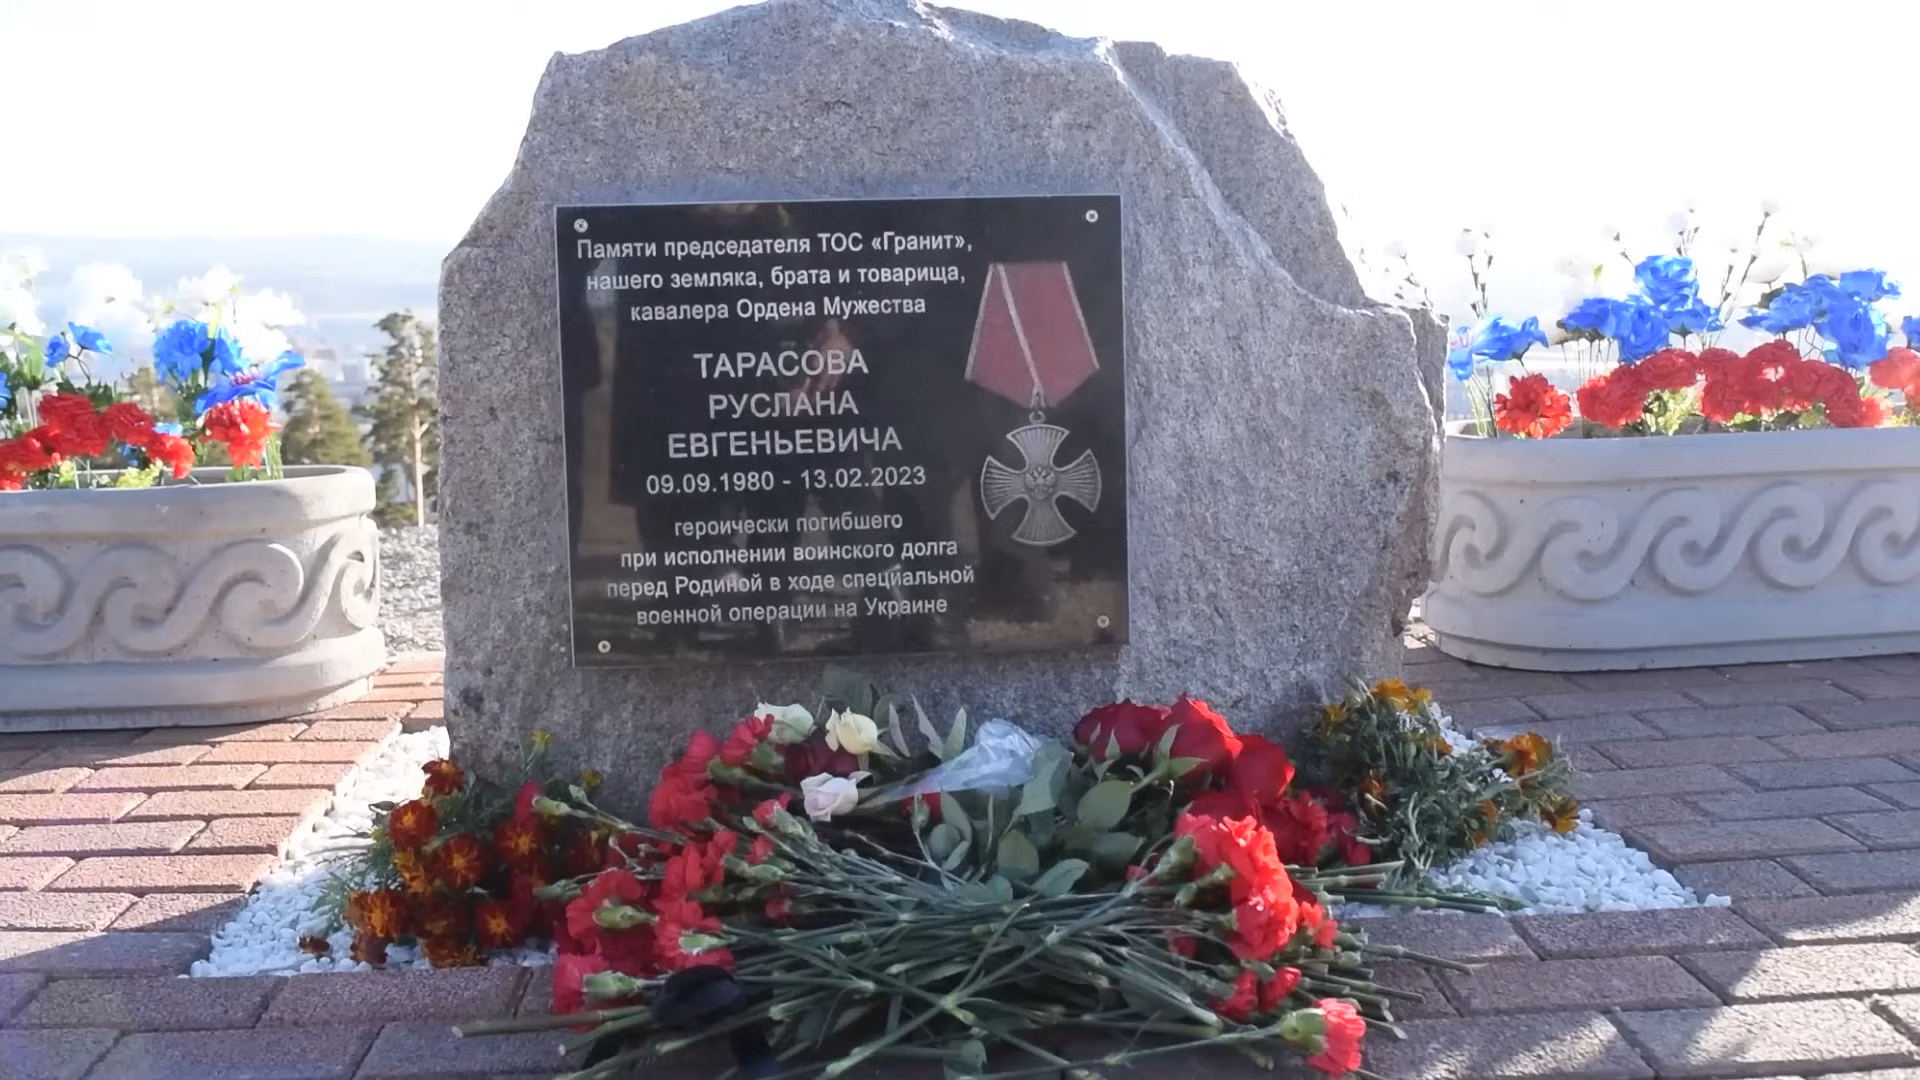 Памяти председателя ТОС «Гранит»,
нашего земляка, брата и товарища,
кавалера Ордена Мужества
ТАРАСОВА
РУСЛАНА
ЕВГЕНЬЕВИЧА
09.09.1980 - 13.02.2023
героически погибшего
при исполнении воинского долга
перед Родиной в ходе специальной
военной операции на Украине